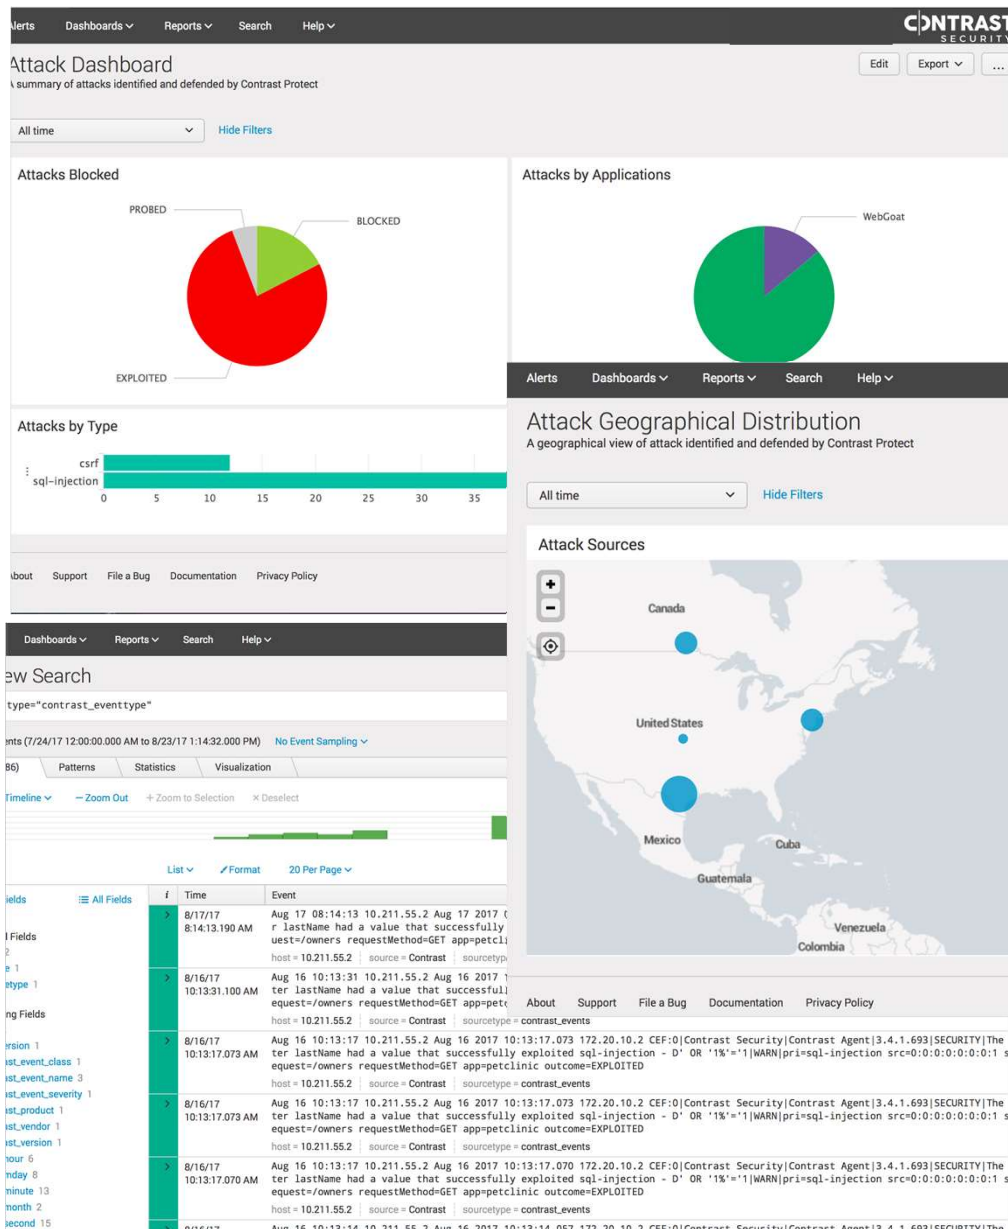 Alerts Dashboards Reports Search Help
CONTRAST
SECURITY
Attack Dashboard
A summary of attacks identified and defended by Contrast Protect
Edit Export ...
All time Hide Filters
Attacks Blocked
PROBED
BLOCKED
EXPLOITED
Attacks by Applications
WebGoat
Attacks by Type
csrf
sql-injection
0 5 10 15 20 25 30 35
About Support File a Bug Documentation Privacy Policy
Alerts Dashboards Reports Search Help
Attack Geographical Distribution
A geographical view of attack identified and defended by Contrast Protect
All time Hide Filters
Attack Sources
+
-
Canada
United States
Mexico
Cuba
Guatemala
Venezuela
Colombia
About Support File a Bug Documentation Privacy Policy
Dashboards Reports Search Help
ew Search
type="contrast_eventtype"
ents (7/24/17 12:00:00.000 AM to 8/23/17 1:14:32.000 PM) No Event Sampling
86) Patterns Statistics Visualization
Timeline — Zoom Out + Zoom to Selection × Deselect
List Format 20 Per Page
ields All Fields
l Fields
2
e 1
etype 1
ng Fields
ersion 1
ast_event_class 1
ast_event_name 3
ast_event_severity 1
ast_product 1
ast_vendor 1
ast_version 1
hour 6
mday 8
minute 13
month 2
second 15
i Time Event
8/17/17
8:14:13.190 AM
Aug 17 08:14:13 10.211.55.2 Aug 17 2017
r lastName had a value that successfully
uest=/owners requestMethod=GET app=petcli
host = 10.211.55.2 source = Contrast sourcetyp
8/16/17
10:13:31.100 AM
Aug 16 10:13:31 10.211.55.2 Aug 16 2017 1
ter lastName had a value that successful
equest=/owners requestMethod=GET app=pet
host = 10.211.55.2 source = Contrast sourcetype = contrast_events
8/16/17
10:13:17.073 AM
Aug 16 10:13:17 10.211.55.2 Aug 16 2017 10:13:17.073 172.20.10.2 CEF:0|Contrast Security|Contrast Agent|3.4.1.693|SECURITY|The
ter lastName had a value that successfully exploited sql-injection - D' OR '1%'='1|WARN|pri=sql-injection src=0:0:0:0:0:0:0:1 s
equest=/owners requestMethod=GET app=petclinic outcome=EXPLOITED
host = 10.211.55.2 source = Contrast sourcetype = contrast_events
8/16/17
10:13:17.073 AM
Aug 16 10:13:17 10.211.55.2 Aug 16 2017 10:13:17.073 172.20.10.2 CEF:0|Contrast Security|Contrast Agent|3.4.1.693|SECURITY|The
ter lastName had a value that successfully exploited sql-injection - D' OR '1%'='1|WARN|pri=sql-injection src=0:0:0:0:0:0:0:1 s
equest=/owners requestMethod=GET app=petclinic outcome=EXPLOITED
host = 10.211.55.2 source = Contrast sourcetype = contrast_events
8/16/17
10:13:17.070 AM
Aug 16 10:13:17 10.211.55.2 Aug 16 2017 10:13:17.070 172.20.10.2 CEF:0|Contrast Security|Contrast Agent|3.4.1.693|SECURITY|The
ter lastName had a value that successfully exploited sql-injection - D' OR '1%'='1|WARN|pri=sql-injection src=0:0:0:0:0:0:0:1 s
equest=/owners requestMethod=GET app=petclinic outcome=EXPLOITED
host = 10.211.55.2 source = Contrast sourcetype = contrast_events